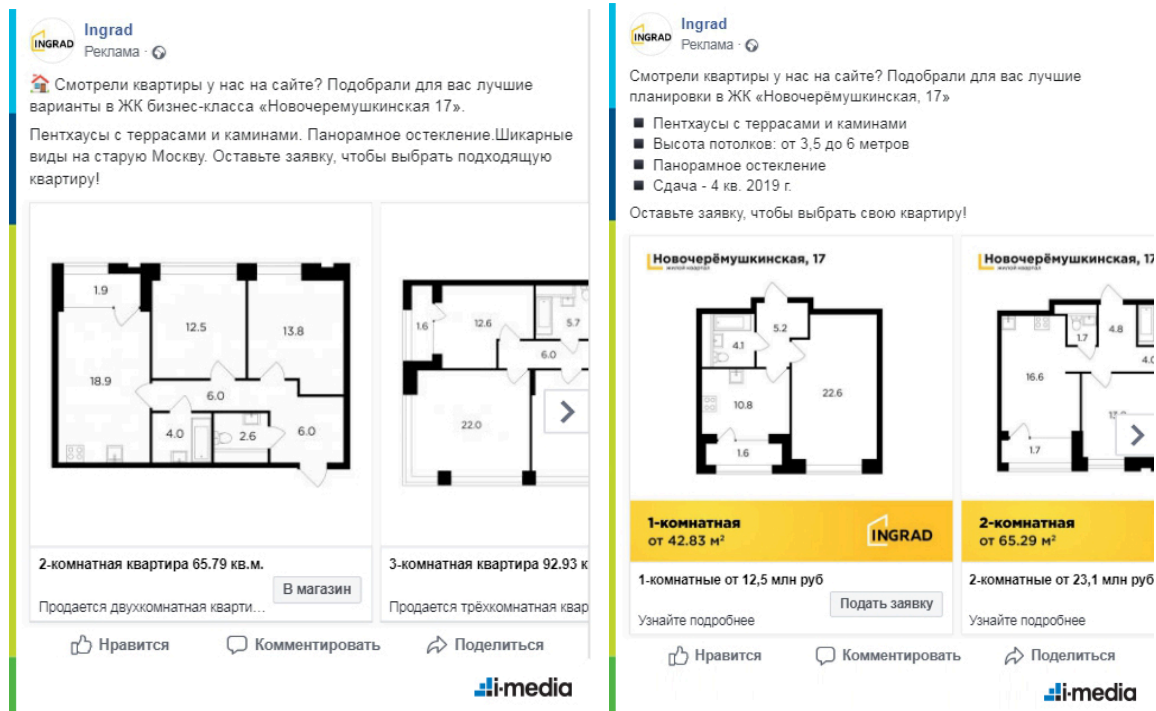 INGRAD
Ingrad
Реклама ·
Смотрели квартиры у нас на сайте? Подобрали для вас лучшие
варианты в ЖК бизнес-класса «Новочеремушкинская 17».
Пентхаусы с террасами и каминами. Панорамное остекление.Шикарные
виды на старую Москву. Оставьте заявку, чтобы выбрать подходящую
квартиру!
1.9
12.5
13.8
18.9
6.0
4.0
2.6
6.0
1.6
12.6
5.7
6.0
22.0
2-комнатная квартира 65.79 кв.м.
В магазин
Продается двухкомнатная кварти...
3-комнатная квартира 92.93 к
Продается трёхкомнатная квар
Нравится
Комментировать
Поделиться
i-media
INGRAD
Ingrad
Реклама ·
Смотрели квартиры у нас на сайте? Подобрали для вас лучшие
планировки в ЖК «Новочерёмушкинская, 17»
Пентхаусы с террасами и каминами
Высота потолков: от 3,5 до 6 метров
Панорамное остекление
Сдача - 4 кв. 2019 г.
Оставьте заявку, чтобы выбрать свою квартиру!
Новочерёмушкинская, 17
жилой квартал
5.2
4.1
10.8
22.6
1.6
1-комнатная
от 42.83 м²
INGRAD
1-комнатные от 12,5 млн руб
Подать заявку
Узнайте подробнее
Новочерёмушкинская, 17
жилой квартал
1.7
4.8
4.0
16.6
1.7
2-комнатная
от 65.29 м²
2-комнатные от 23,1 млн руб
Узнайте подробнее
Нравится
Комментировать
Поделиться
i-media